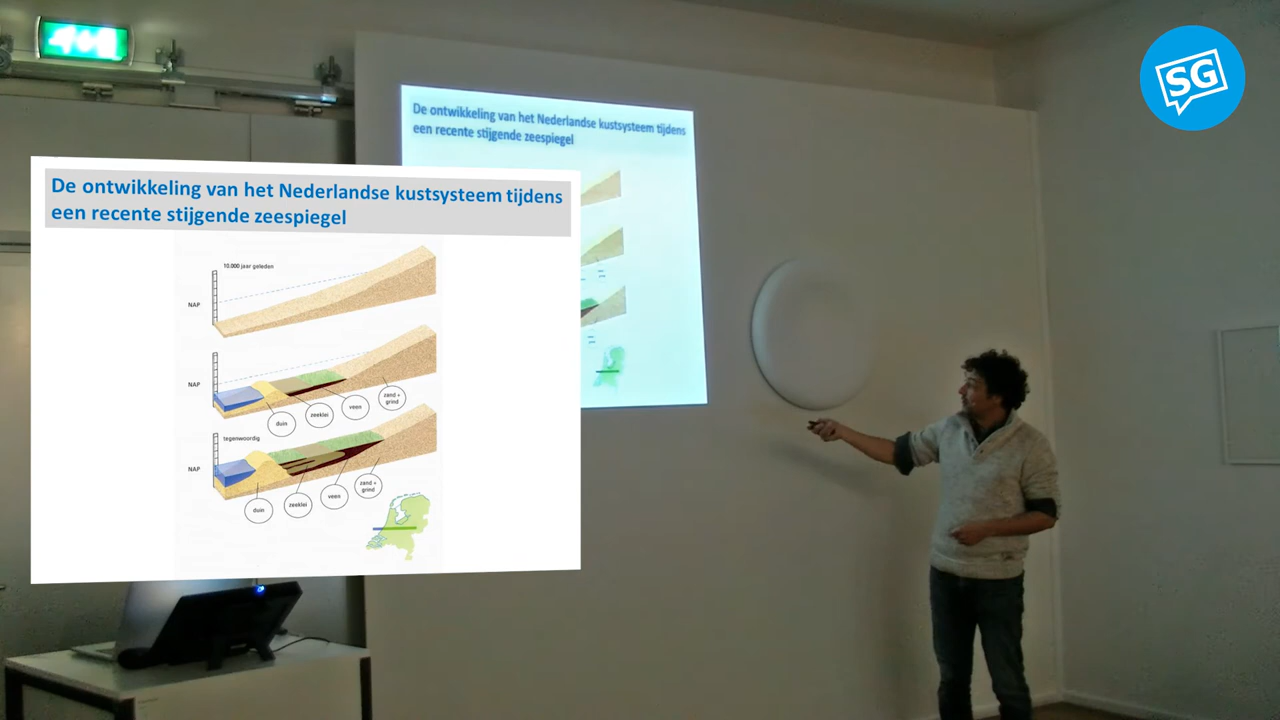 SG
De ontwikkeling van het Nederlandse kustsysteem tijdens
een recente stijgende zeespiegel
De ontwikkeling van het Nederlandse kustsysteem tijdens
een recente stijgende zeespiegel
10.000 jaar geleden
NAP
NAP
duin
zeeklei
veen
zand +
grind
tegenwoordig
NAP
duin
zeeklei
veen
zand +
grind